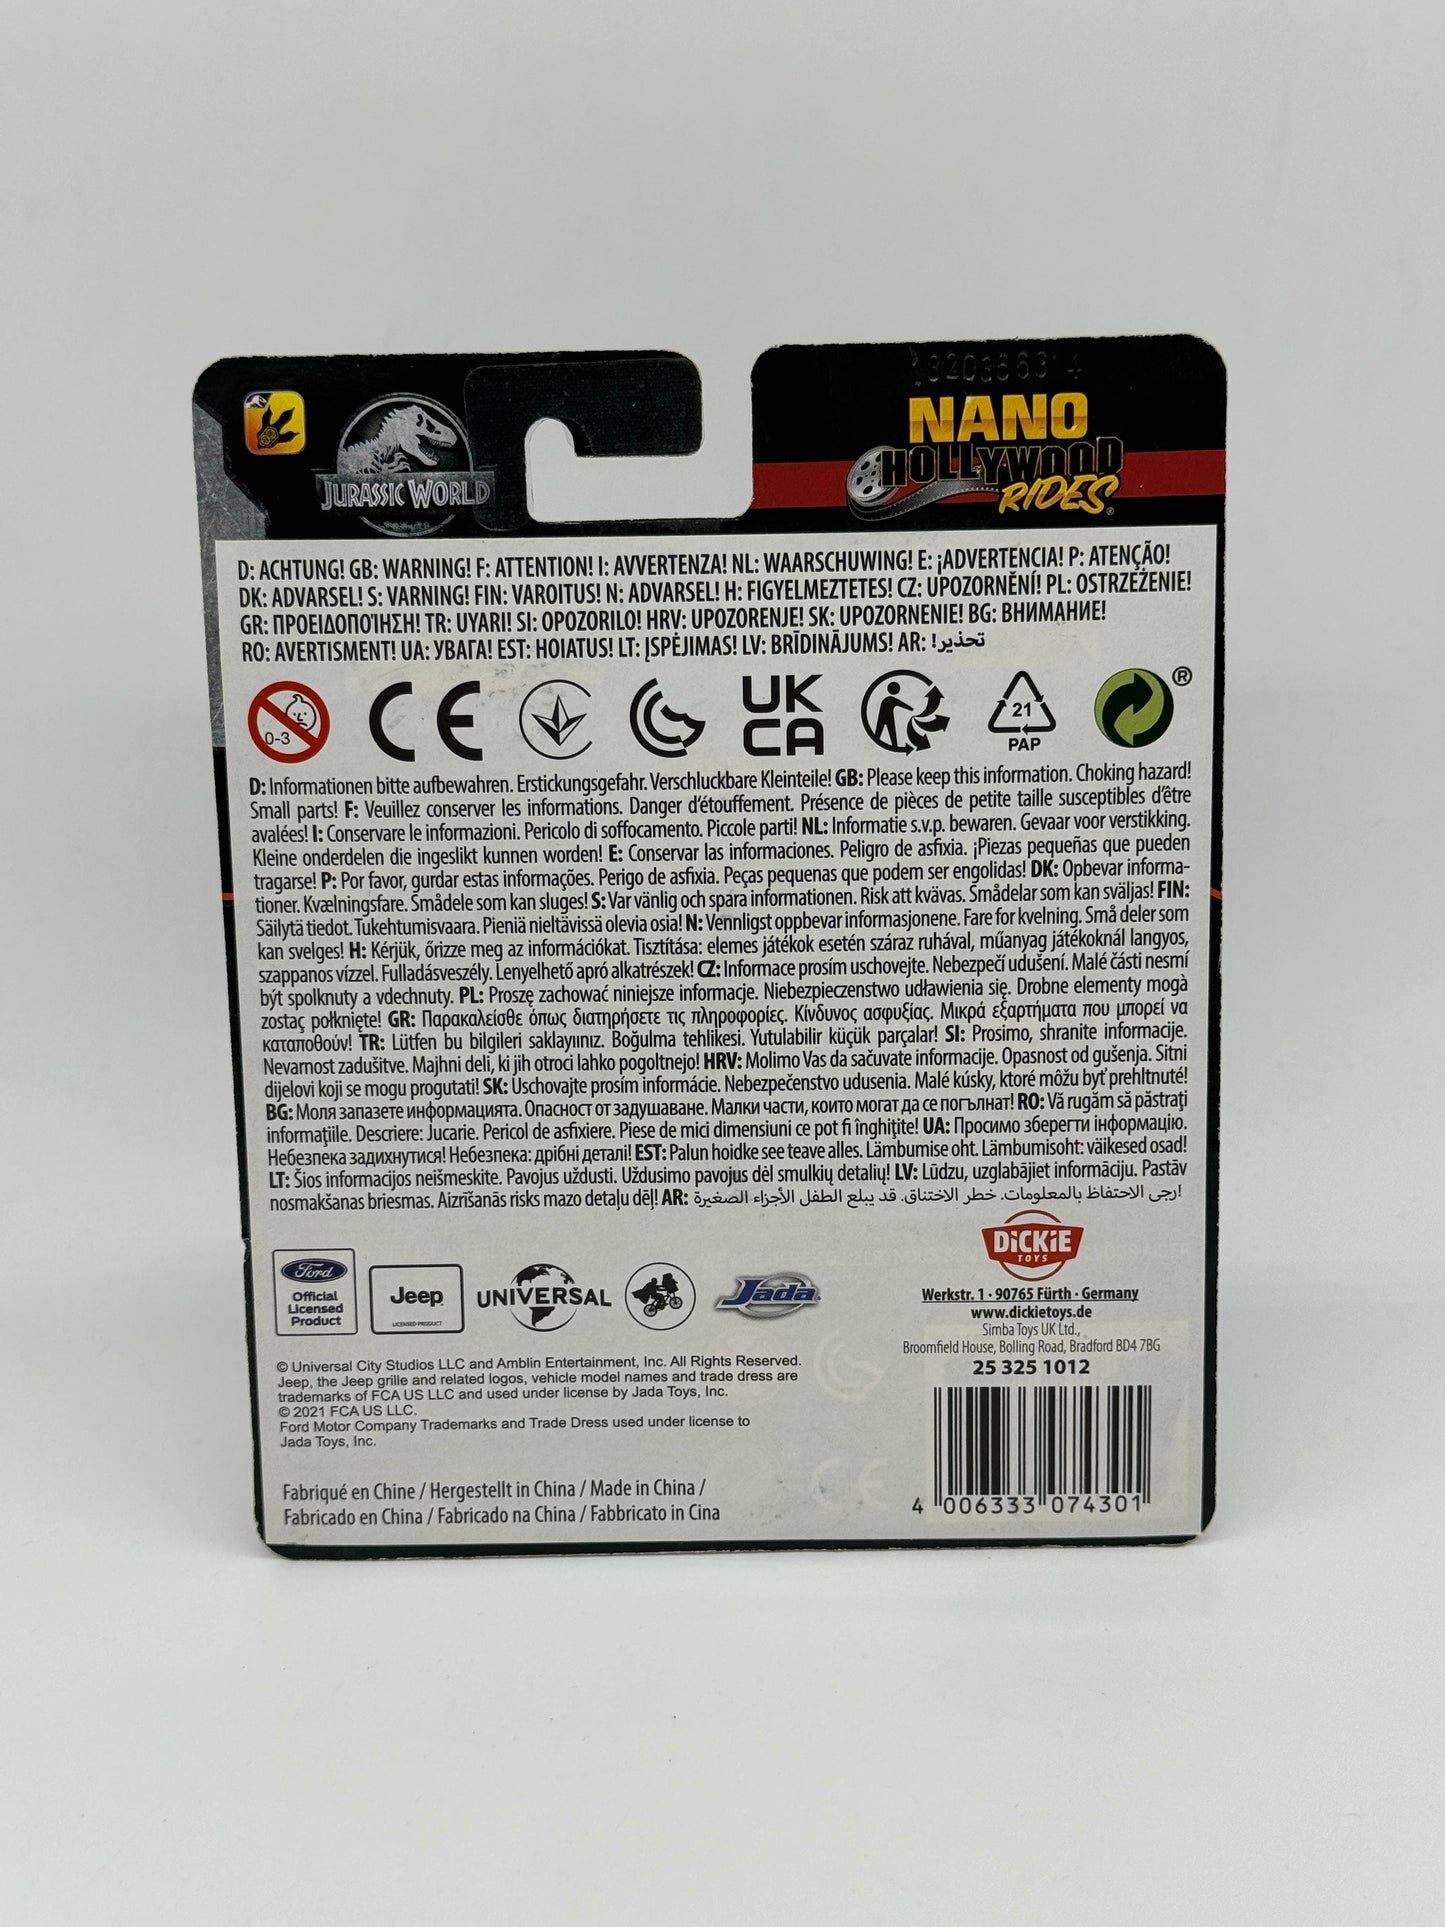 JURASSIC WORLD
NANO
HOLLYWOOD
RIDES®
D: ACHTUNG! GB: WARNING! F: ATTENTION! I: AVVERTENZA! NL: WAARSCHUWING! E: ¡ADVERTENCIA! P: ATENÇÃO!
DK: ADVARSEL! S: VARNING! FIN: VAROITUS! N: ADVARSEL! H: FIGYELMEZTETES! CZ: UPOZORNĚNÍ! PL: OSTRZEŻENIE!
GR: ΠΡΟΕΙΔΟΠΟΊΗΣΗ! TR: UYARI! SI: OPOZORILO! HRV: UPOZORENJE! SK: UPOZORNENIE! BG: ВНИМАНИЕ!
RO: AVERTISMENT! UA: УВАГА! EST: HOIATUS! LT: ĮSPĖJIMAS! LV: BRĪDINĀJUMS! AR: تحذير!
0-3
CE
UK
CA
21
PAP
®
D: Informationen bitte aufbewahren. Erstickungsgefahr. Verschluckbare Kleinteile! GB: Please keep this information. Choking hazard!
Small parts! F: Veuillez conserver les informations. Danger d'étouffement. Présence de pièces de petite taille susceptibles d'être
avalées! I: Conservare le informazioni. Pericolo di soffocamento. Piccole parti! NL: Informatie s.v.p. bewaren. Gevaar voor verstikking.
Kleine onderdelen die ingeslikt kunnen worden! E: Conservar las informaciones. Peligro de asfixia. ¡Piezas pequeñas que pueden
tragarse! P: Por favor, gurdar estas informações. Perigo de asfixia. Peças pequenas que podem ser engolidas! DK: Opbevar informa-
tioner. Kvælningsfare. Smådele som kan sluges! S: Var vänlig och spara informationen. Risk att kvävas. Smådelar som kan sväljas! FIN:
Säilytä tiedot. Tukehtumisvaara. Pieniä nieltävissä olevia osia! N: Vennligst oppbevar informasjonene. Fare for kvelning. Små deler som
kan svelges! H: Kérjük, őrizze meg az információkat. Tisztítása: elemes játékok esetén száraz ruhával, műanyag játékoknál langyos,
szappanos vízzel. Fulladásveszély. Lenyelhető apró alkatrészek! CZ: Informace prosím uschovejte. Nebezpečí udušení. Malé části nesmí
být spolknuty a vdechnuty. PL: Proszę zachować niniejsze informacje. Niebezpieczenstwo udławienia się. Drobne elementy mogà
zostaç połkniçte! GR: Παρακαλείσθε όπως διατηρήσετε τις πληροφορίες. Κίνδυνος ασφυξίας. Μικρά εξαρτήματα που μπορεί να
καταποθούν! TR: Lütfen bu bilgileri saklayınız. Boğulma tehlikesi. Yutulabilir küçük parçalar! SI: Prosimo, shranite informacije.
Nevarnost zadušitve. Majhni deli, ki jih otroci lahko pogoltnejo! HRV: Molimo Vas da sačuvate informacije. Opasnost od gušenja. Sitni
dijelovi koji se mogu progutati! SK: Uschovajte prosím informácie. Nebezpečenstvo udusenia. Malé kúsky, ktoré môžu byť prehltnuté!
BG: Моля запазете информацията. Опасност от задушаване. Малки части, които могат да се погълнат! RO: Vă rugăm să păstraţi
informaţiile. Descriere: Jucarie. Pericol de asfixiere. Piese de mici dimensiuni ce pot fi înghiţite! UA: Просимо зберегти інформацію.
Небезпека задихнутися! Небезпека: дрібні деталі! EST: Palun hoidke see teave alles. Lämbumise oht. Lämbumisoht: väikesed osad!
LT: Šios informacijos neišmeskite. Pavojus uždusti. Uždusimo pavojus dėl smulkių detalių! LV: Lūdzu, uzglabājiet informāciju. Pastāv
nosmakšanas briesmas. Aizrīšanās risks mazo detaļu dēļ! AR: يرجى الاحتفاظ بالمعلومات. خطر الاختناق. قد يبلع الطفل الأجزاء الصغيرة!
Ford
Official
Licensed
Product
Jeep
LICENSED PRODUCT
UNIVERSAL
Jada
DiCKiE
TOYS
Werkstr. 1 · 90765 Fürth · Germany
www.dickietoys.de
Simba Toys UK Ltd.,
Broomfield House, Bolling Road, Bradford BD4 7BG
25 325 1012
© Universal City Studios LLC and Amblin Entertainment, Inc. All Rights Reserved.
Jeep, the Jeep grille and related logos, vehicle model names and trade dress are
trademarks of FCA US LLC and used under license by Jada Toys, Inc.
© 2021 FCA US LLC.
Ford Motor Company Trademarks and Trade Dress used under license to
Jada Toys, Inc.
Fabriqué en Chine / Hergestellt in China / Made in China /
Fabricado en China / Fabricado na China / Fabbricato in Cina
4 006333 074301